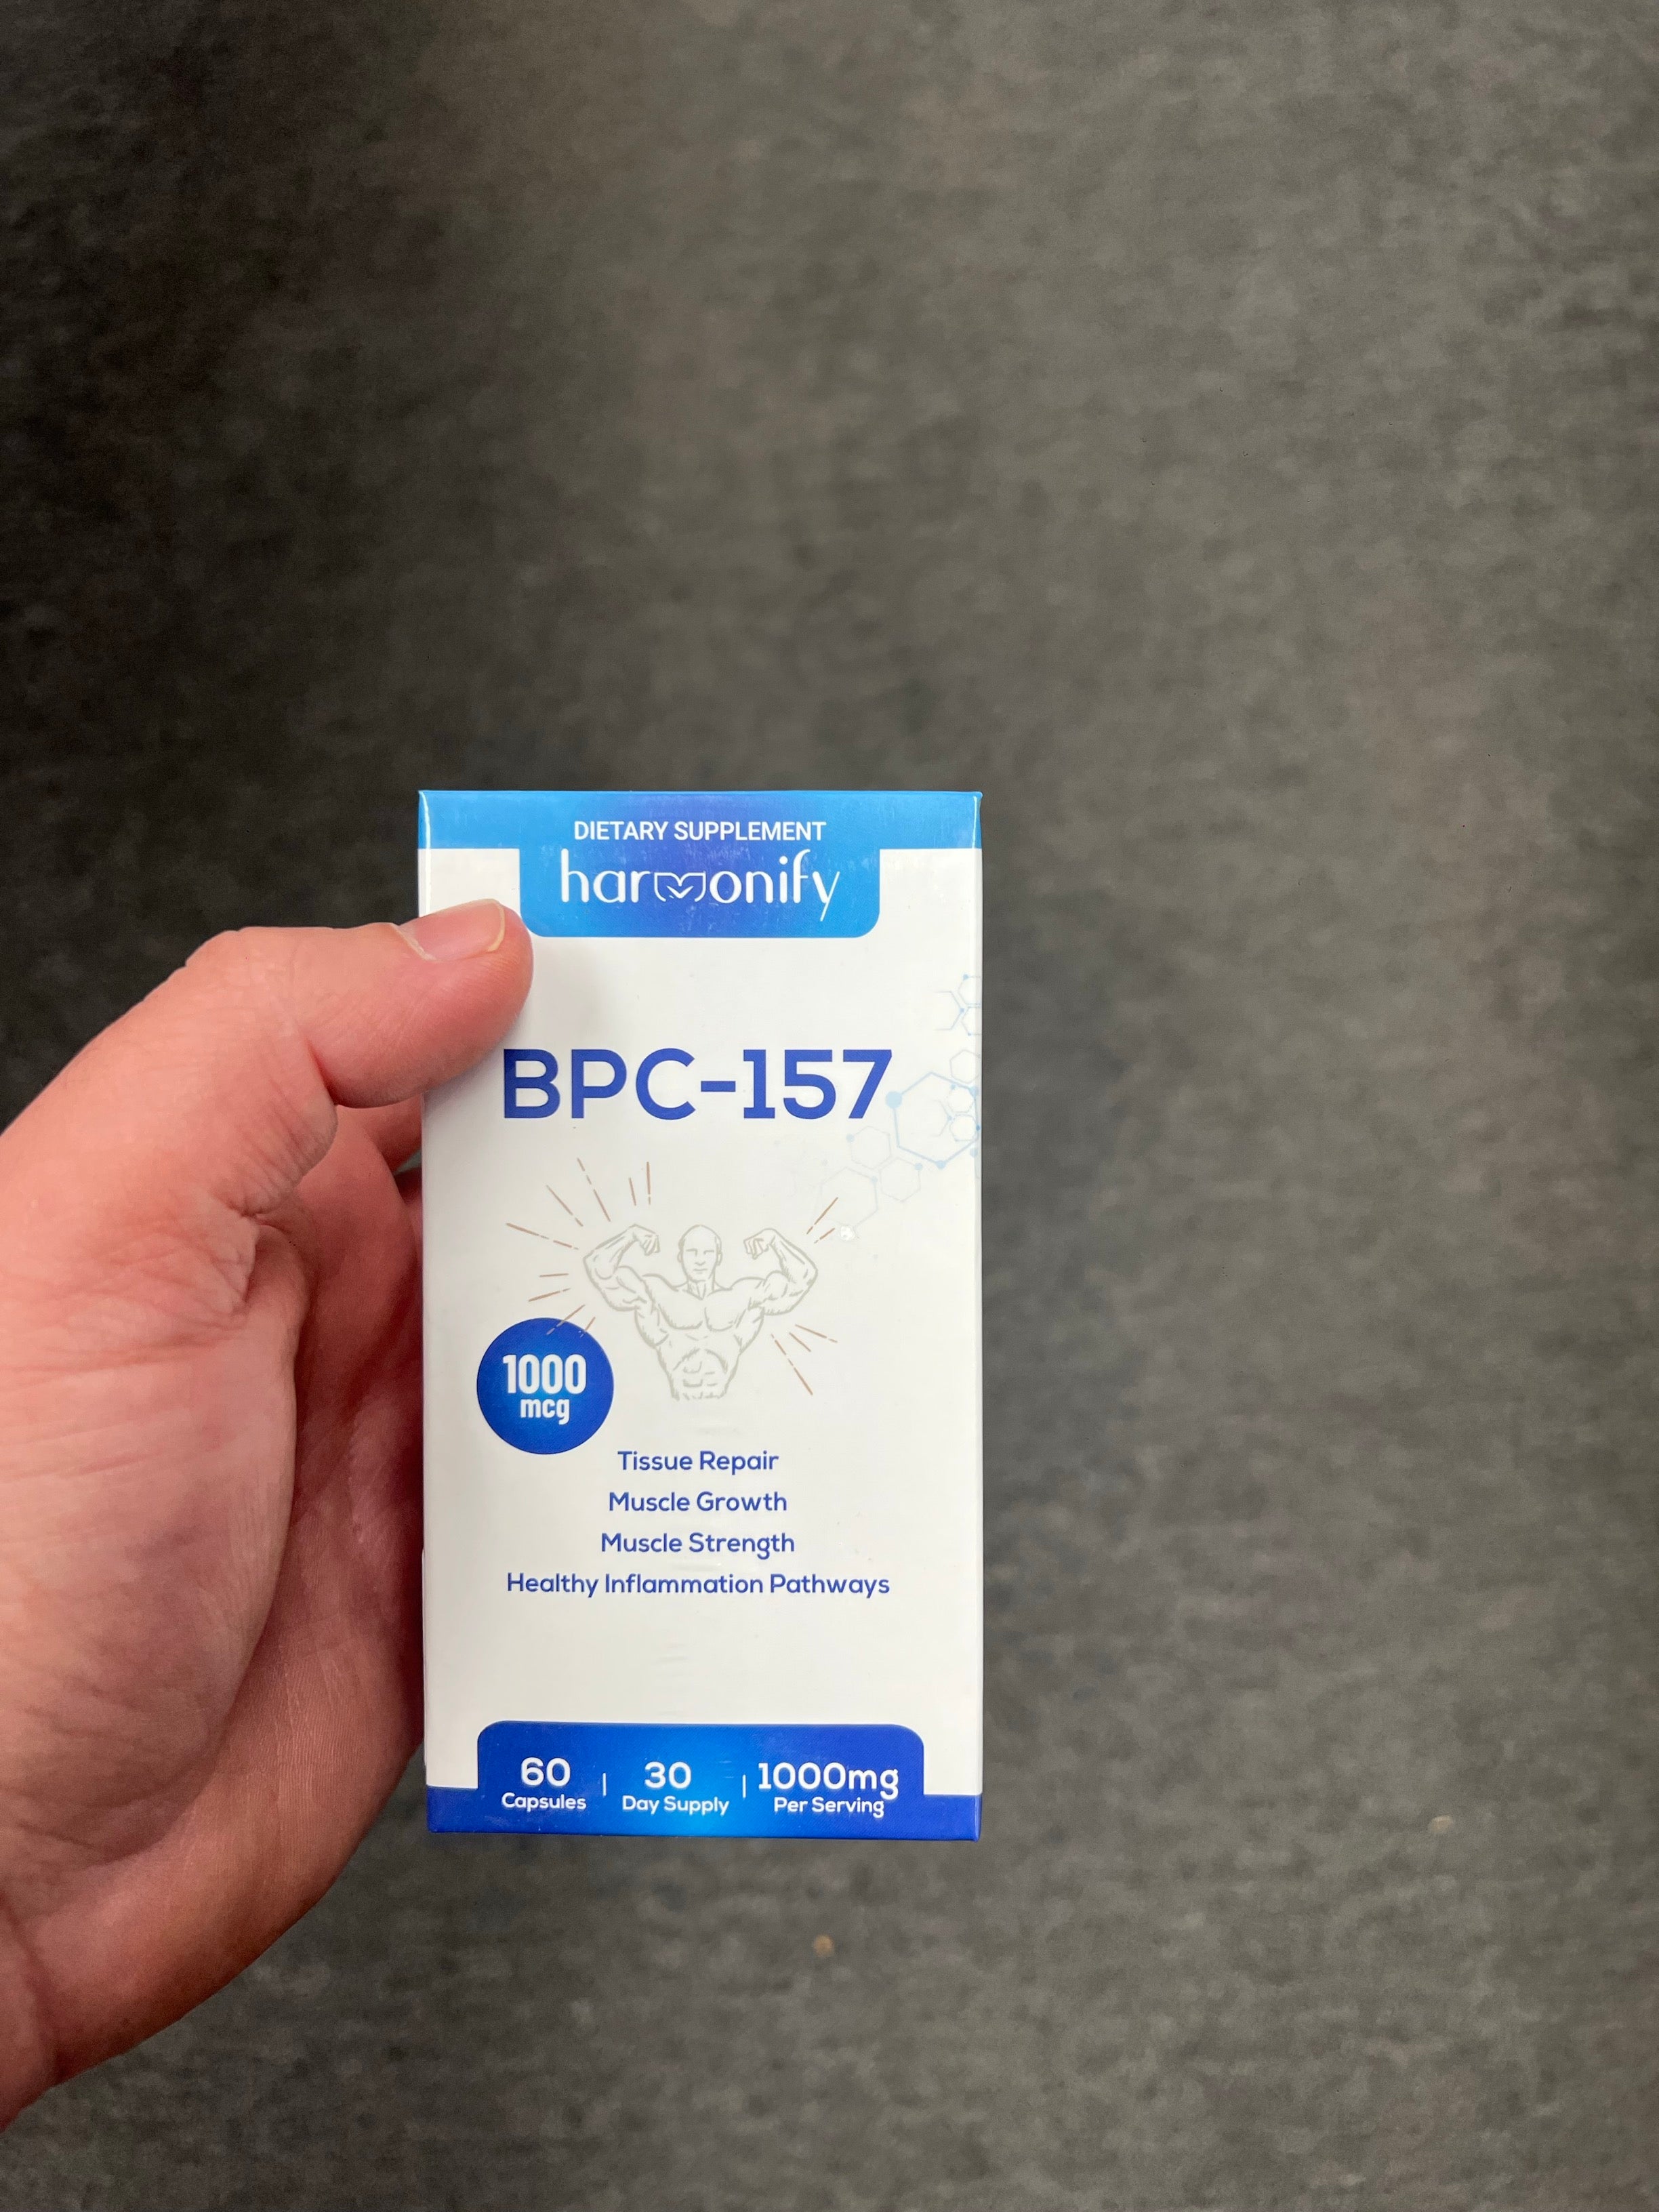 DIETARY SUPPLEMENT
harmonify
BPC-157
1000
mcg
Tissue Repair
Muscle Growth
Muscle Strength
Healthy Inflammation Pathways
60
Capsules
30
Day Supply
1000mg
Per Serving